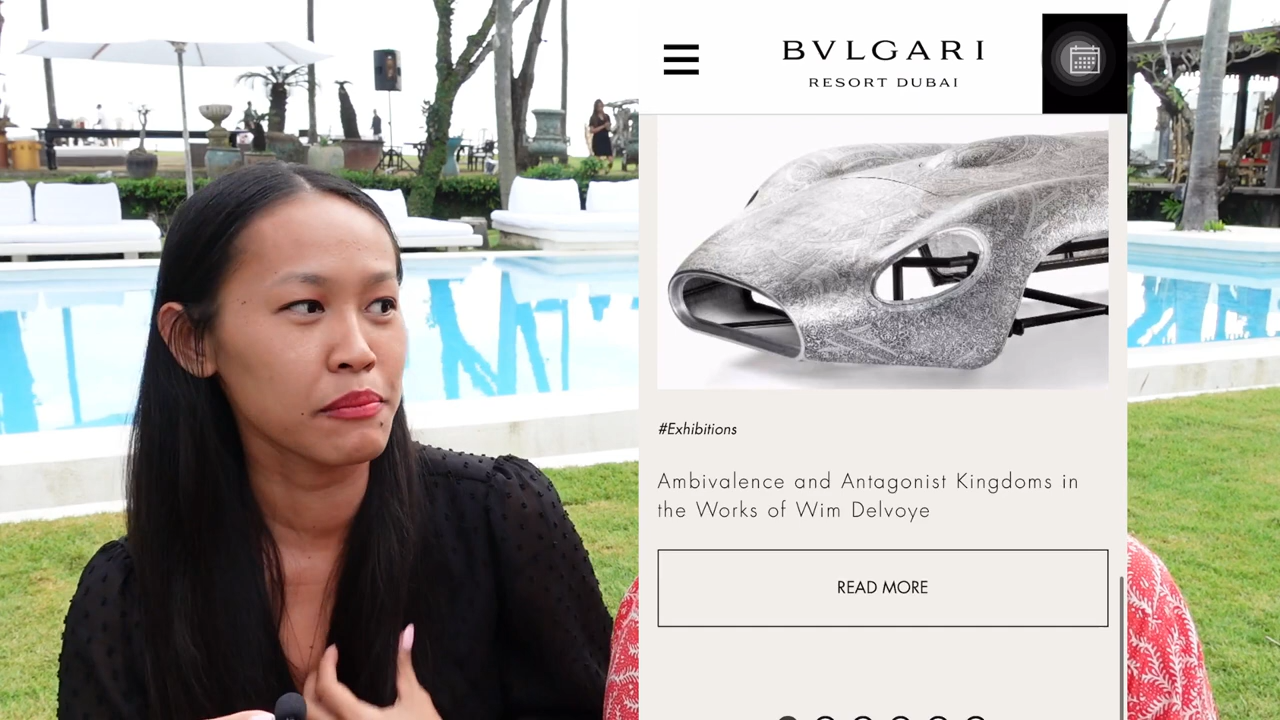 BVLGARI
RESORT DUBAI
#Exhibitions
Ambivalence and Antagonist Kingdoms in
the Works of Wim Delvoye
READ MORE